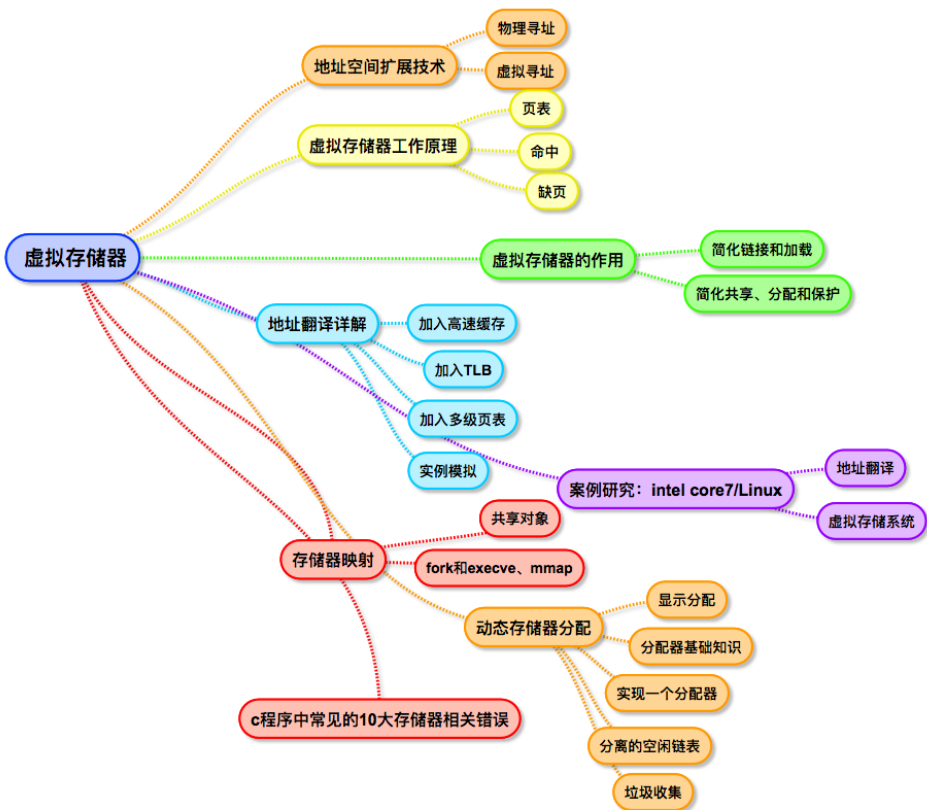 虚拟存储器
地址空间扩展技术
物理寻址
虚拟寻址
虚拟存储器工作原理
页表
命中
缺页
虚拟存储器的作用
简化链接和加载
简化共享、分配和保护
地址翻译详解
加入高速缓存
加入TLB
加入多级页表
实例模拟
案例研究：intel core7/Linux
地址翻译
虚拟存储系统
存储器映射
共享对象
fork和execve、mmap
动态存储器分配
显示分配
分配器基础知识
实现一个分配器
分离的空闲链表
垃圾收集
c程序中常见的10大存储器相关错误